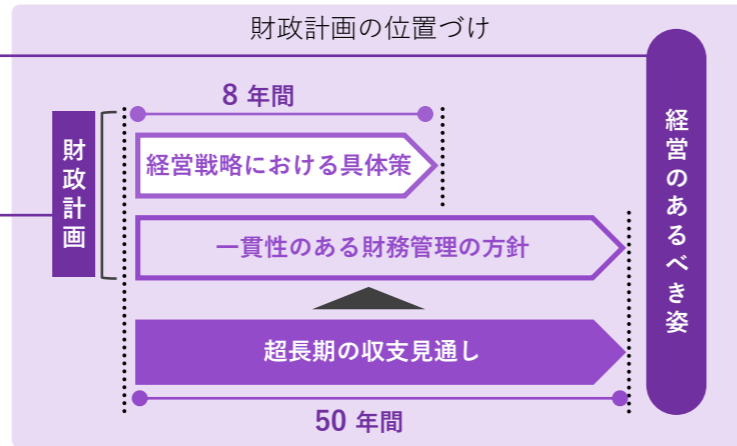 財政計画の位置づけ
8 年間
財政計画
経営戦略における具体策
一貫性のある財務管理の方針
超長期の収支見通し
50 年間
経営のあるべき姿